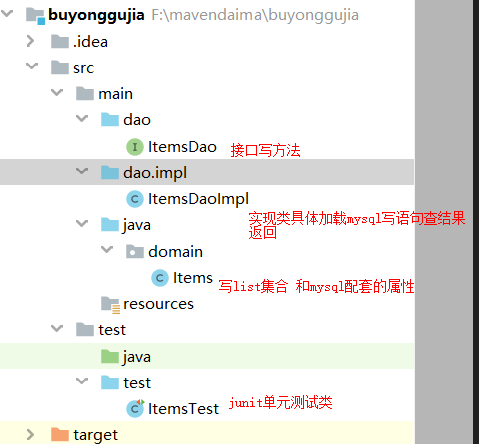 buyonggujia F:\mavendaima\buyonggujia
.idea
src
main
dao
ItemsDao 接口写方法
dao.impl
ItemsDaoImpl
实现类具体加载mysql写语句查结果
返回
java
domain
Items 写list集合 和mysql配套的属性
resources
test
java
test
ItemsTest junit单元测试类
target